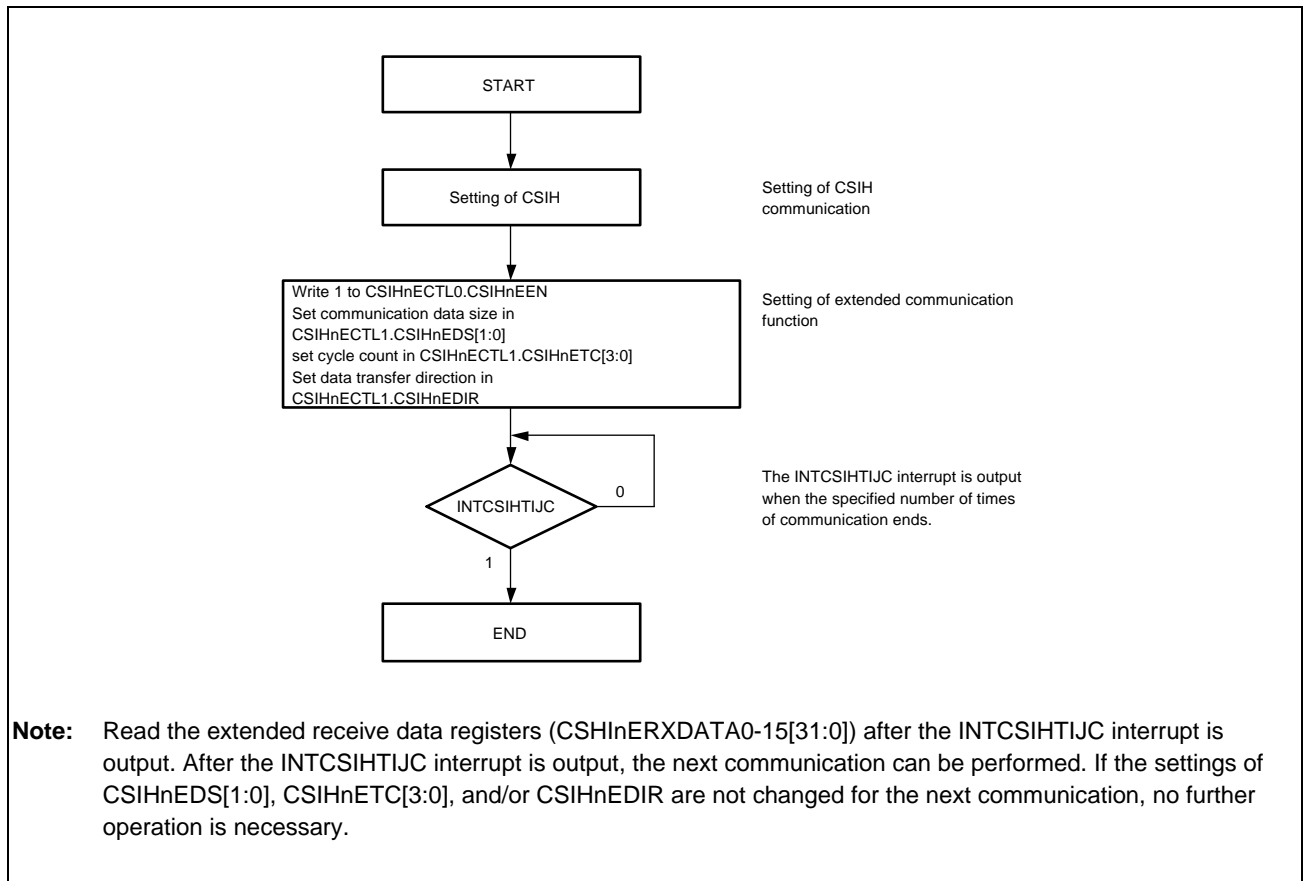 START
Setting of CSIH
Setting of CSIH
communication
Write 1 to CSIHnECTL0.CSIHnEEN
Set communication data size in
CSIHnECTL1.CSIHnEDS[1:0]
set cycle count in CSIHnECTL1.CSIHnETC[3:0]
Set data transfer direction in
CSIHnECTL1.CSIHnEDIR
Setting of extended communication
function
INTCSIHTIJC
0
The INTCSIHTIJC interrupt is output
when the specified number of times
of communication ends.
1
END
Note: Read the extended receive data registers (CSHInERXDATA0-15[31:0]) after the INTCSIHTIJC interrupt is
output. After the INTCSIHTIJC interrupt is output, the next communication can be performed. If the settings of
CSIHnEDS[1:0], CSIHnETC[3:0], and/or CSIHnEDIR are not changed for the next communication, no further
operation is necessary.